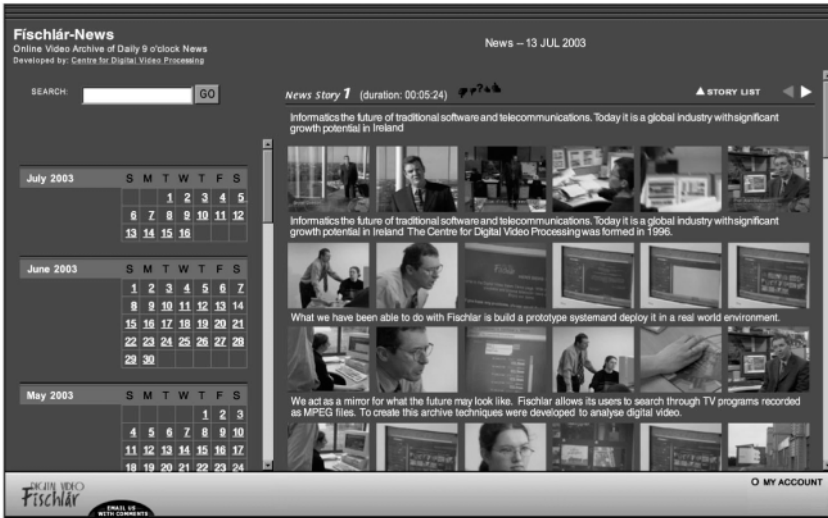 Físchlár-News
Online Video Archive of Daily 9 o'clock News
Developed by: Centre for Digital Video Processing
News -- 13 JUL 2003
SEARCH: GO
News Story 1 (duration: 00:05:24)
STORY LIST
Informatics the future of traditional software and telecommunications. Today it is a global industry withsignificant
growth potential in Ireland
July 2003 S M T W T F S
1 2 3 4 5
6 7 8 9 10 11 12
13 14 15 16
Informatics the future of traditional software and telecommunications. Today it is a global industry withsignificant
growth potential in Ireland The Centre for Digital Video Processingwas formed in 1996.
June 2003 S M T W T F S
1 2 3 4 5 6 7
8 9 10 11 12 13 14
15 16 17 18 19 20 21
22 23 24 25 26 27 28
29 30
What we have been able to do with Fischlar is build a prototype systemand deploy it in a real world environment.
May 2003 S M T W T F S
1 2 3
4 5 6 7 8 9 10
11 12 13 14 15 16 17
18 19 20 21 22 23 24
We act as a mirror for what the future may look like. Fischlar allows its users to search through TV programs recorded
as MPEG files. To create this archive techniques were developed to analyse digital video.
DIGITAL VIDEO
Físchlár
EMAIL US
WITH COMMENTS
MY ACCOUNT